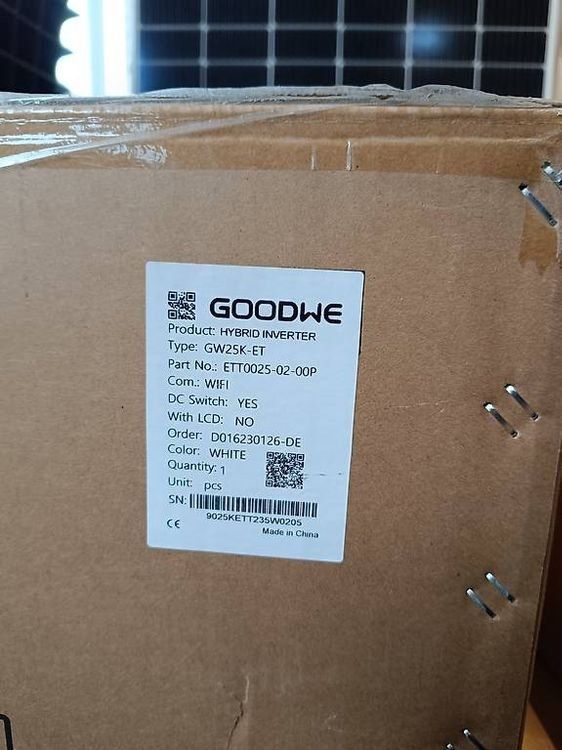 GOODWE
Product: HYBRID INVERTER
Type: GW25K-ET
Part No.: ETT0025-02-00P
Com.: WIFI
DC Switch: YES
With LCD: NO
Order: D016230126-DE
Color: WHITE
Quantity: 1
Unit: pcs
SN:
9025KETT235W0205
CE Made in China